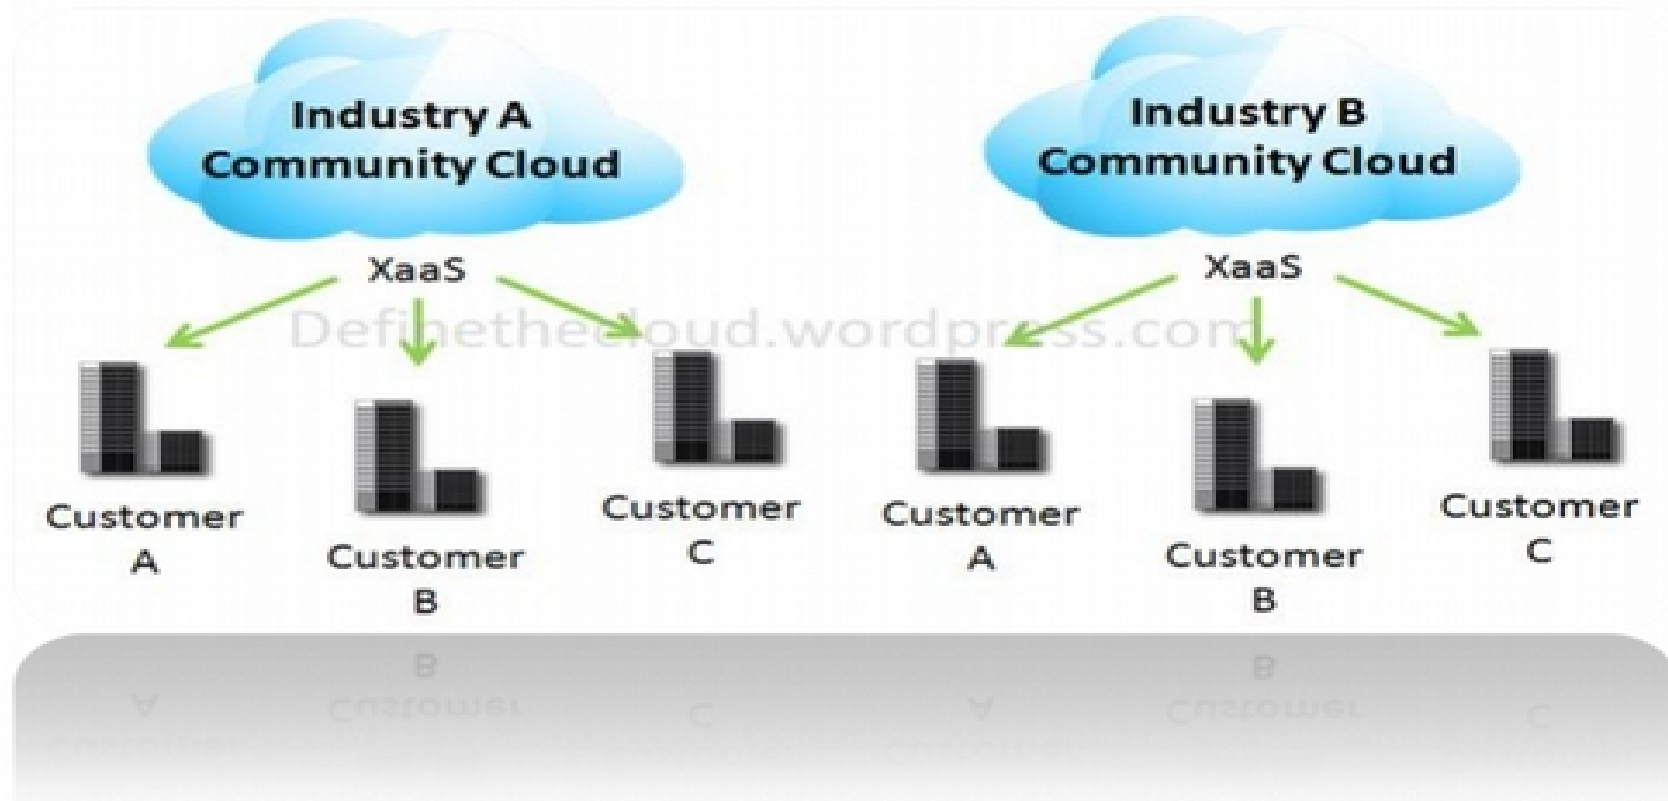 Industry A
Community Cloud
XaaS
Customer
A
Customer
B
Customer
C
Industry B
Community Cloud
XaaS
Customer
A
Customer
B
Customer
C
Definethecloud.wordpress.com